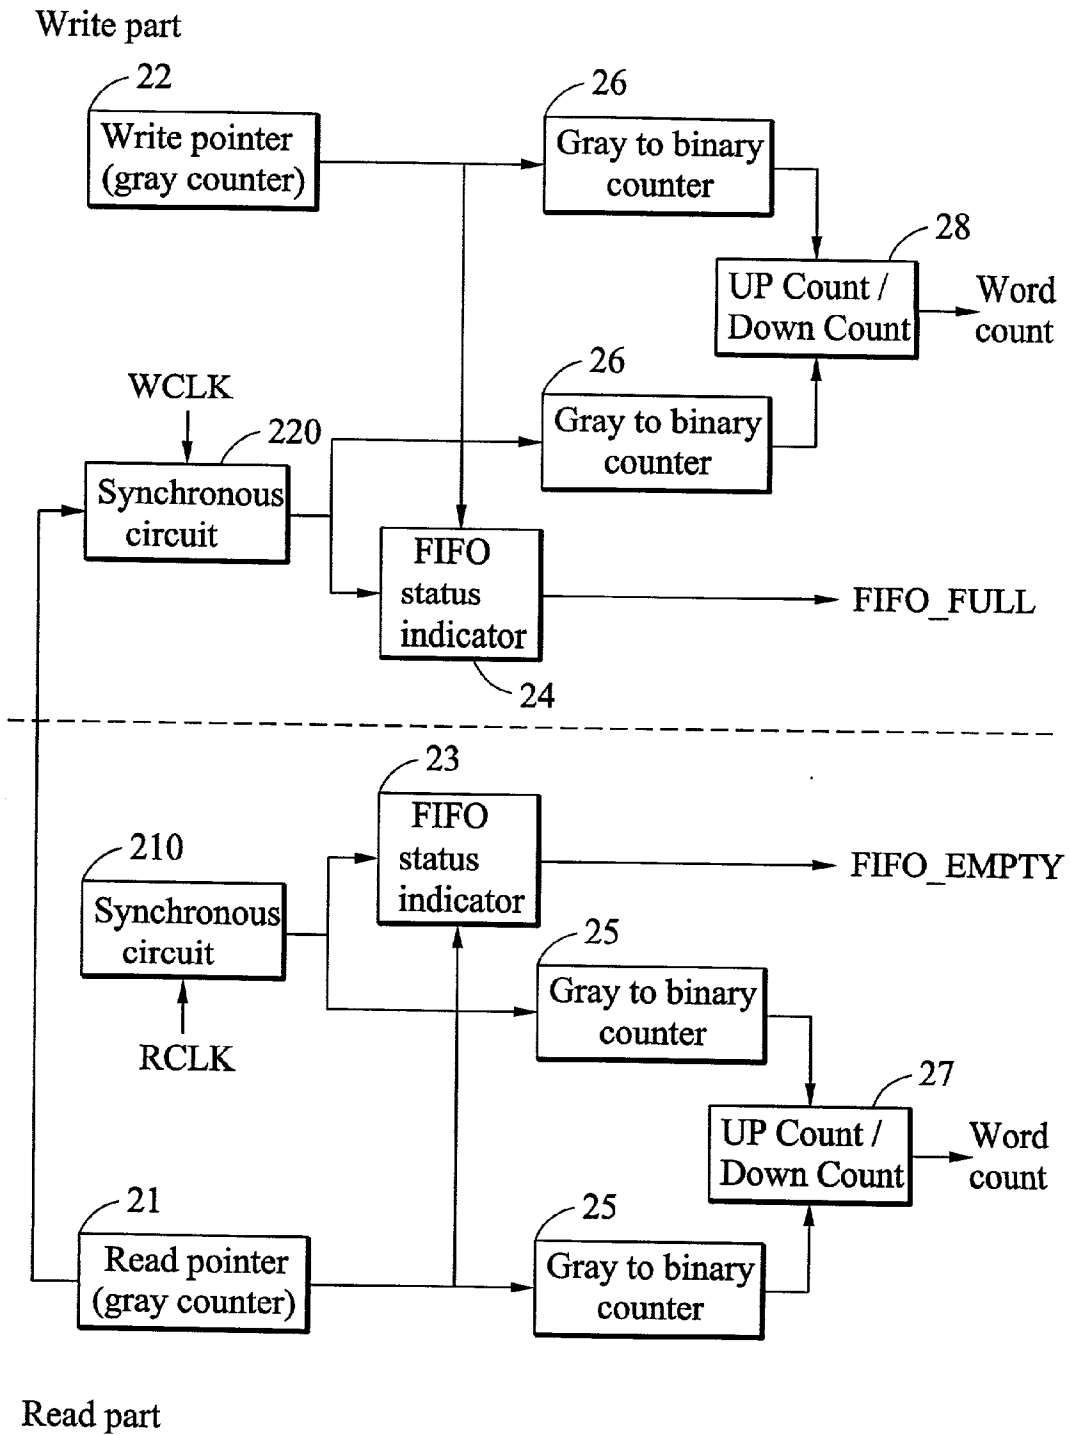 Write part
22
Write pointer
(gray counter)
26
Gray to binary
counter
28
UP Count /
Down Count
Word
count
26
Gray to binary
counter
WCLK
220
Synchronous
circuit
FIFO
status
indicator
24
FIFO_FULL
23
FIFO
status
indicator
FIFO_EMPTY
210
Synchronous
circuit
RCLK
25
Gray to binary
counter
27
UP Count /
Down Count
Word
count
21
Read pointer
(gray counter)
25
Gray to binary
counter
Read part